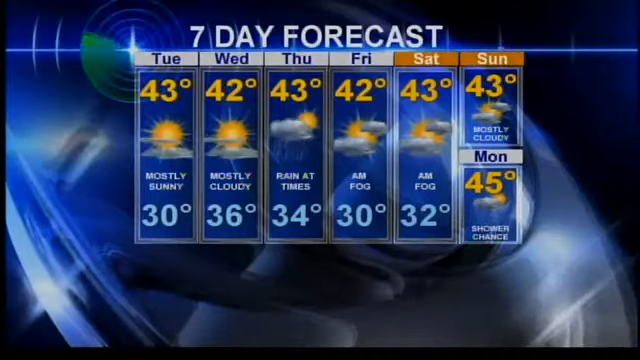 7 DAY FORECAST
Tue Wed Thu Fri Sat Sun
43° 42° 43° 42° 43° 43°
MOSTLY SUNNY
MOSTLY CLOUDY
RAIN AT TIMES
AM FOG
AM FOG
MOSTLY CLOUDY
30° 36° 34° 30° 32°
Mon
45°
SHOWER CHANCE